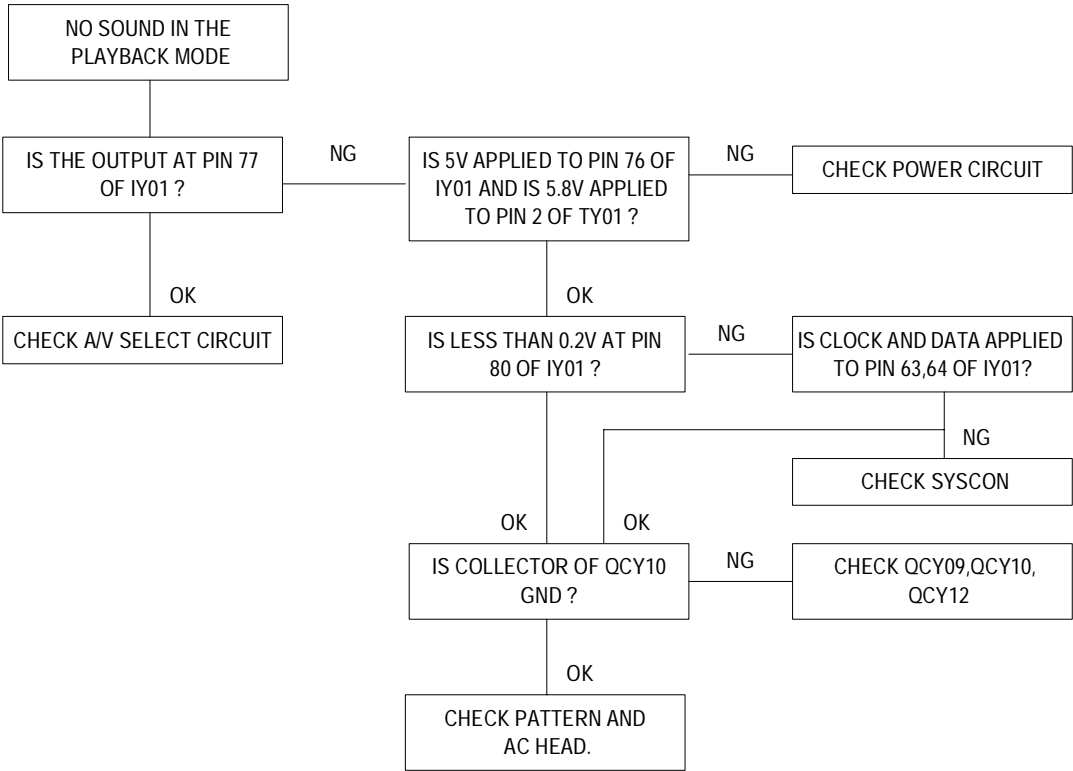 NO SOUND IN THE
PLAYBACK MODE
IS THE OUTPUT AT PIN 77
OF IY01 ?
NG
IS 5V APPLIED TO PIN 76 OF
IY01 AND IS 5.8V APPLIED
TO PIN 2 OF TY01 ?
NG
CHECK POWER CIRCUIT
OK
CHECK A/V SELECT CIRCUIT
OK
IS LESS THAN 0.2V AT PIN
80 OF IY01 ?
NG
IS CLOCK AND DATA APPLIED
TO PIN 63,64 OF IY01?
NG
CHECK SYSCON
OK
OK
IS COLLECTOR OF QCY10
GND ?
NG
CHECK QCY09,QCY10,
QCY12
OK
CHECK PATTERN AND
AC HEAD.